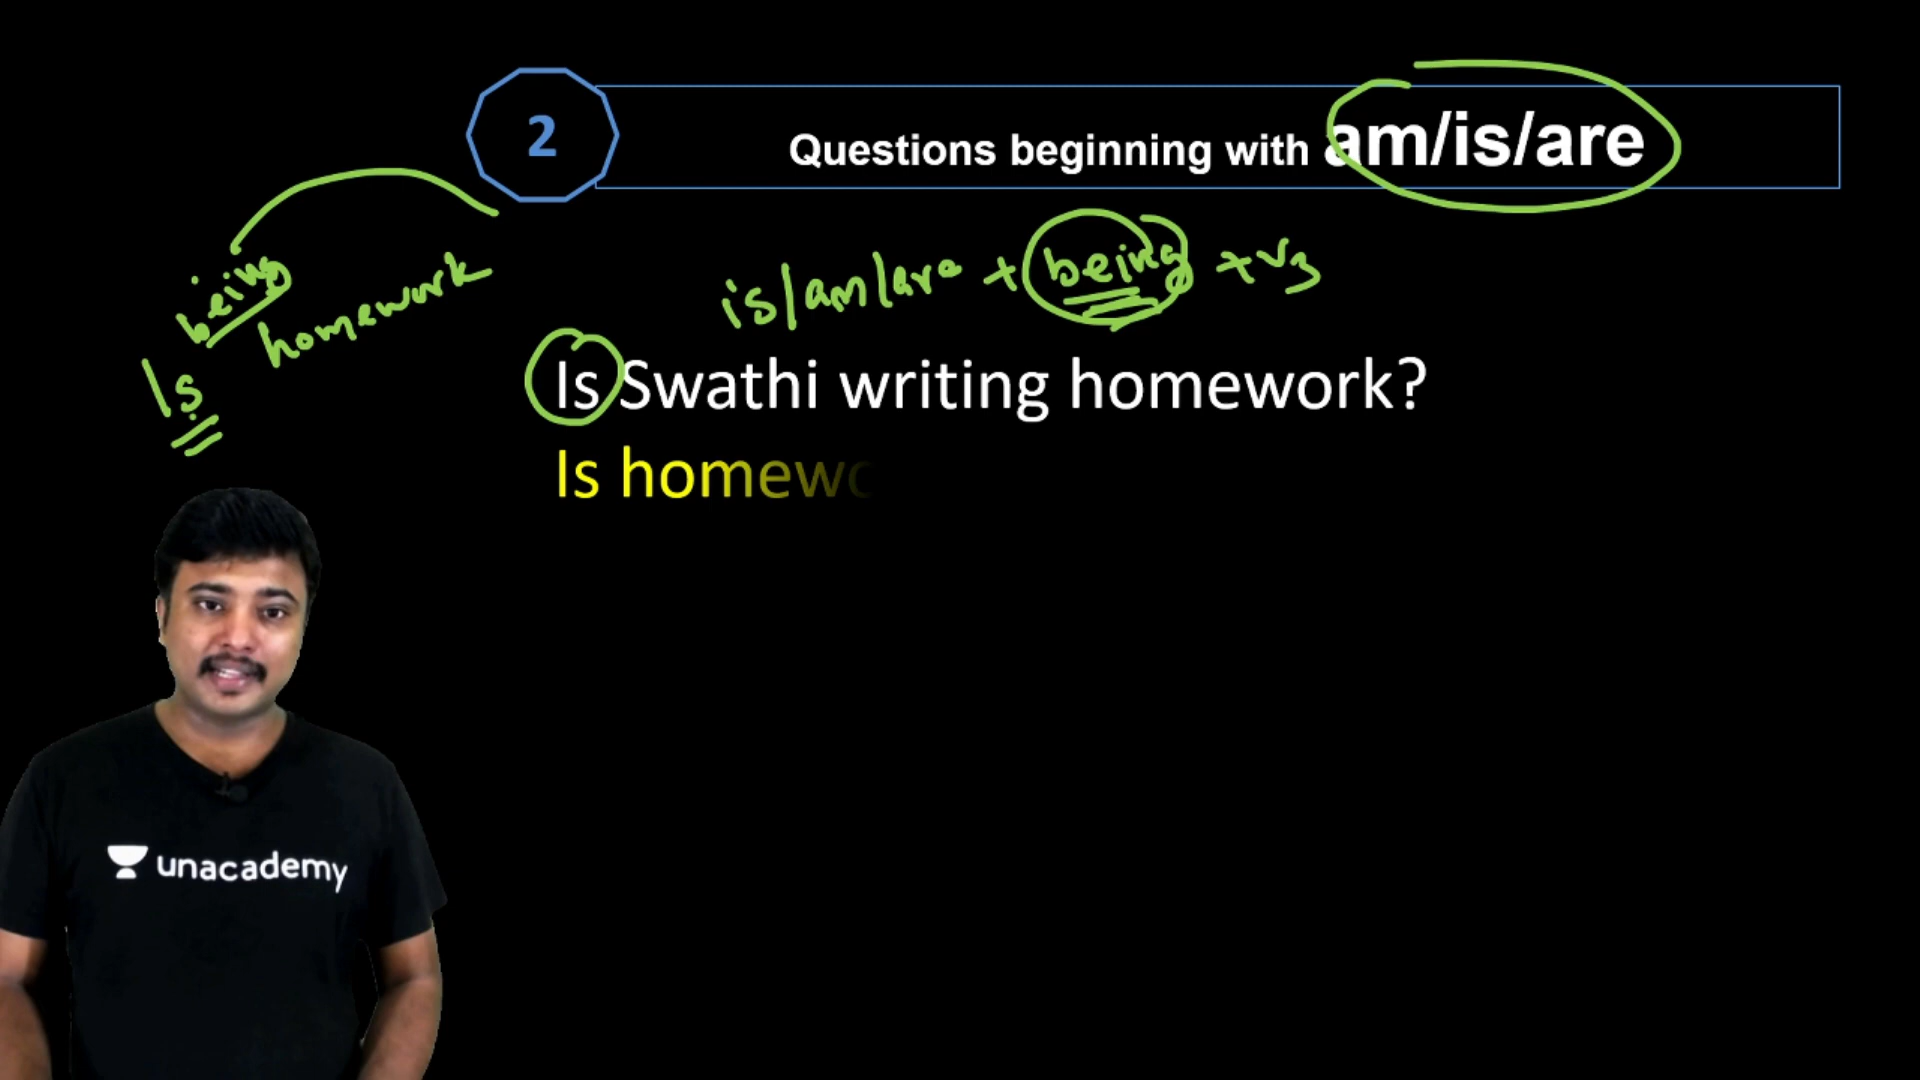 2
Questions beginning with am/is/are
is/am/are + being + v3
being
homework
Is
Is Swathi writing homework?
Is homewo
unacademy